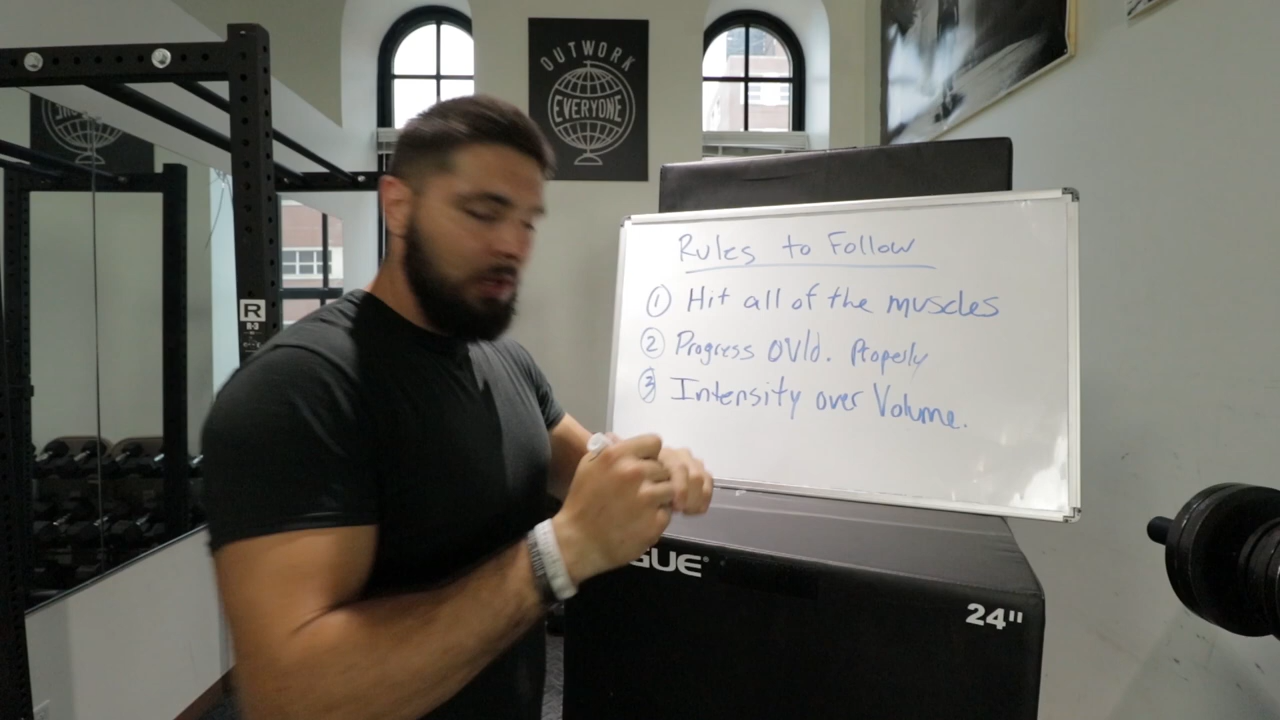 OUTWORK
EVERYONE
Rules to Follow
① Hit all of the muscles
② Progress OVld. Properly
③ Intensity over Volume.
R
GUE
24"